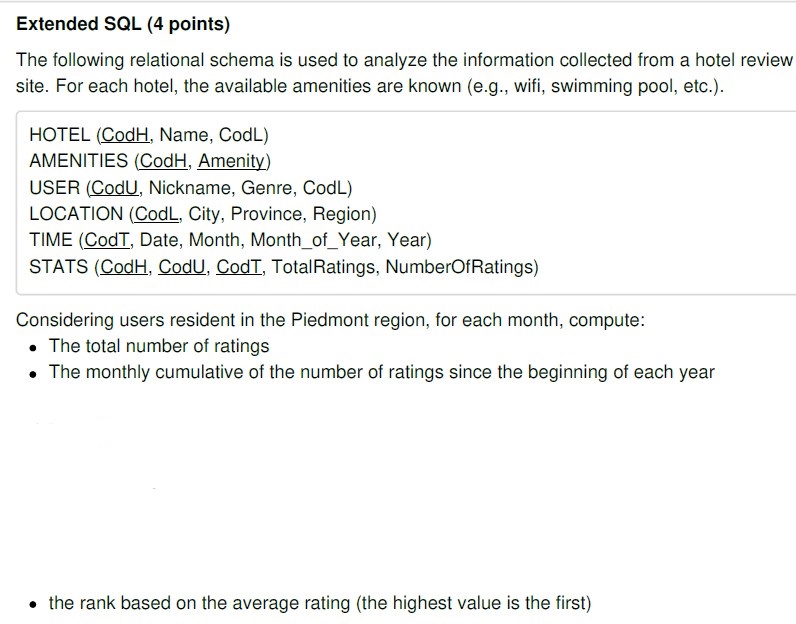 Extended SQL (4 points)
The following relational schema is used to analyze the information collected from a hotel review
site. For each hotel, the available amenities are known (e.g., wifi, swimming pool, etc.).
HOTEL (CodH, Name, CodL)
AMENITIES (CodH, Amenity)
USER (CodU, Nickname, Genre, CodL)
LOCATION (CodL, City, Province, Region)
TIME (CodT, Date, Month, Month_of_Year, Year)
STATS (CodH, CodU, CodT, TotalRatings, NumberOfRatings)
Considering users resident in the Piedmont region, for each month, compute:
• The total number of ratings
• The monthly cumulative of the number of ratings since the beginning of each year
• the rank based on the average rating (the highest value is the first)